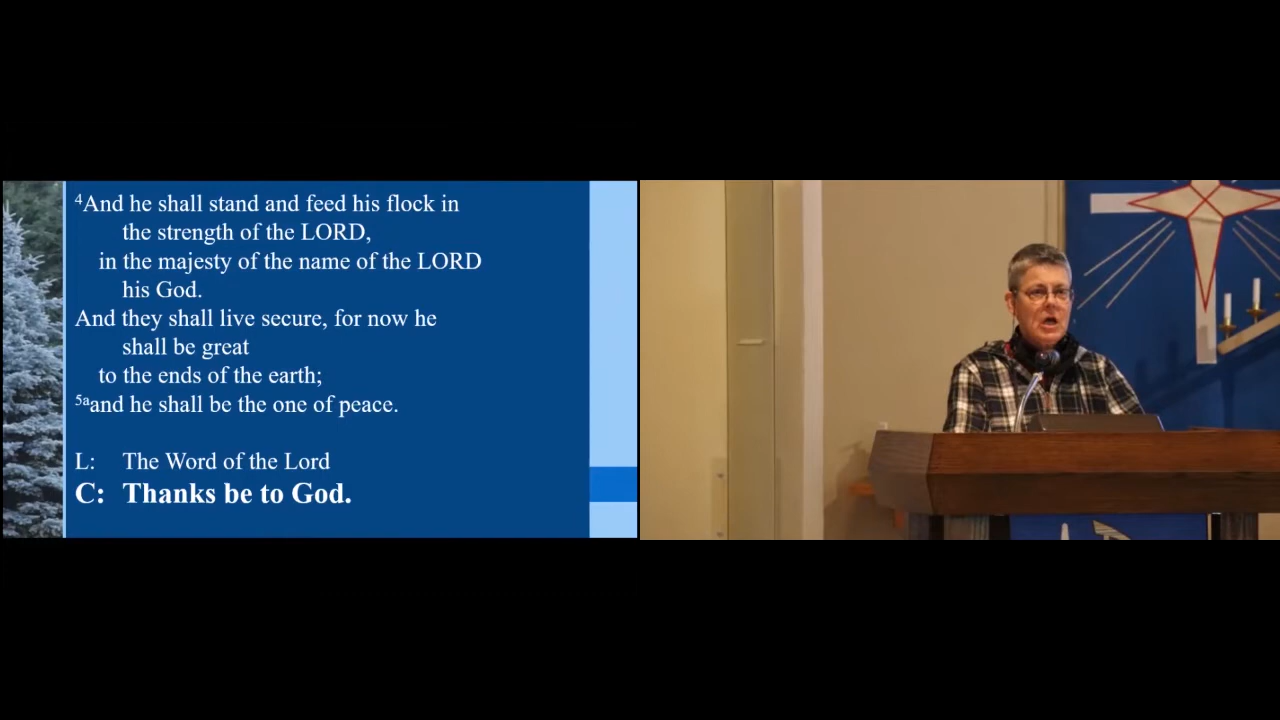 4And he shall stand and feed his flock in
the strength of the LORD,
in the majesty of the name of the LORD
his God.
And they shall live secure, for now he
shall be great
to the ends of the earth;
5aand he shall be the one of peace.
L: The Word of the Lord
C: Thanks be to God.